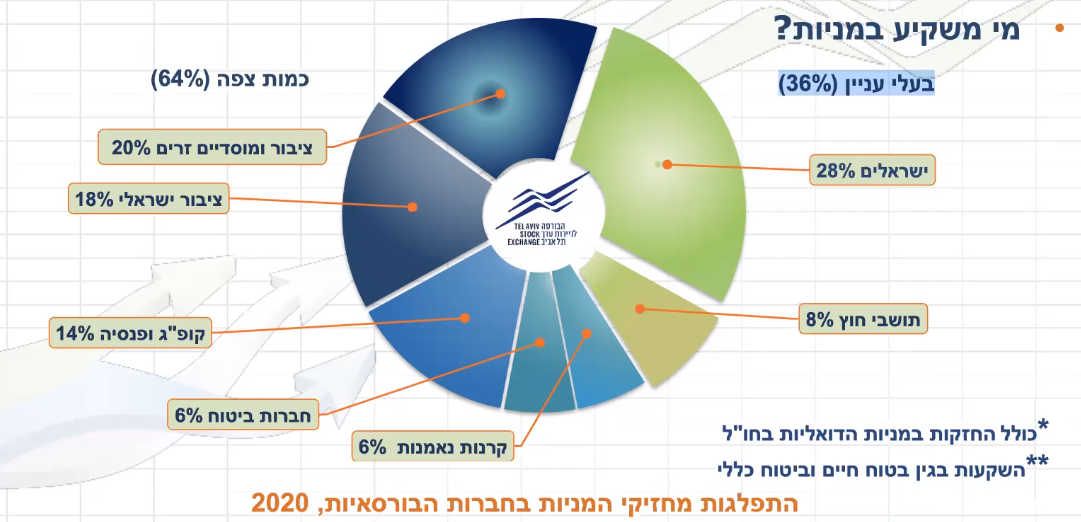 מי משקיע במניות?
בעלי עניין (36%)
כמות צפה (64%)
ישראלים 28%
תושבי חוץ 8%
ציבור ומוסדיים זרים 20%
ציבור ישראלי 18%
קופ"ג ופנסיה 14%
חברות ביטוח 6%
קרנות נאמנות 6%
TEL AVIV הבורסה
STOCK לניירות ערך
EXCHANGE תל אביב
*כולל החזקות במניות הדואליות בחו"ל
**השקעות בגין בטוח חיים וביטוח כללי
התפלגות מחזיקי המניות בחברות הבורסאיות, 2020